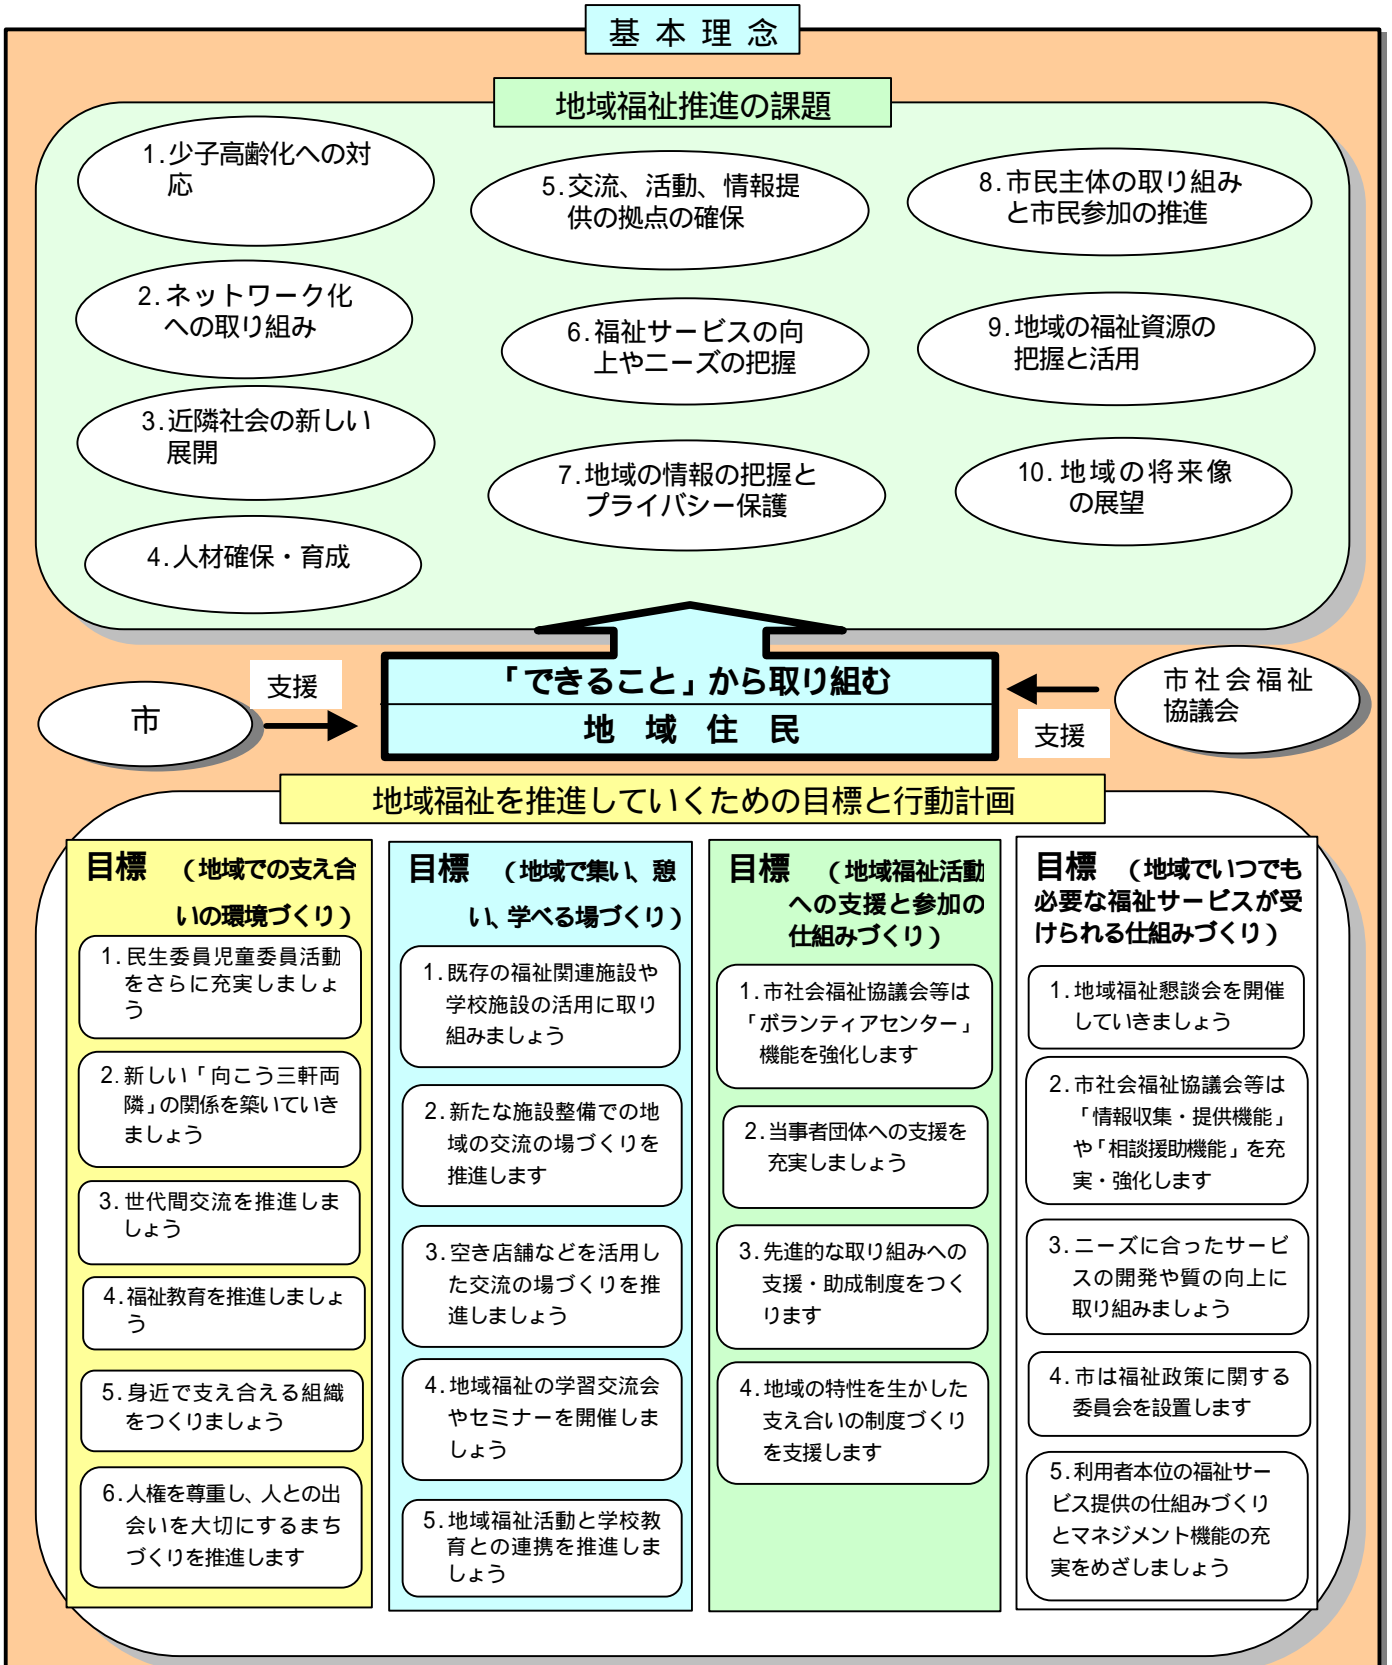 基本理念
地域福祉推進の課題
1.少子高齢化への対
応
2.ネットワーク化
への取り組み
3.近隣社会の新しい
展開
4.人材確保・育成
5.交流、活動、情報提
供の拠点の確保
6.福祉サービスの向
上やニーズの把握
7.地域の情報の把握と
プライバシー保護
8.市民主体の取り組み
と市民参加の推進
9.地域の福祉資源の
把握と活用
10.地域の将来像
の展望
「できること」から取り組む
地域住民
市
支援
市社会福祉
協議会
支援
地域福祉を推進していくための目標と行動計画
目標 （地域での支え合
いの環境づくり）
1.民生委員児童委員活動
をさらに充実しましょ
う
2.新しい「向こう三軒両
隣」の関係を築いていき
ましょう
3.世代間交流を推進しま
しょう
4.福祉教育を推進しましょ
う
5.身近で支え合える組織
をつくりましょう
6.人権を尊重し、人との出
会いを大切にするまち
づくりを推進します
目標 （地域で集い、憩
い、学べる場づくり）
1.既存の福祉関連施設や
学校施設の活用に取り
組みましょう
2.新たな施設整備での地
域の交流の場づくりを
推進します
3.空き店舗などを活用し
た交流の場づくりを推
進しましょう
4.地域福祉の学習交流会
やセミナーを開催しま
しょう
5.地域福祉活動と学校教
育との連携を推進しま
しょう
目標 （地域福祉活動
への支援と参加の
仕組みづくり）
1.市社会福祉協議会等は
「ボランティアセンター」
機能を強化します
2.当事者団体への支援を
充実しましょう
3.先進的な取り組みへの
支援・助成制度をつく
ります
4.地域の特性を生かした
支え合いの制度づくり
を支援します
目標 （地域でいつでも
必要な福祉サービスが受
けられる仕組みづくり）
1.地域福祉懇談会を開催
していきましょう
2.市社会福祉協議会等は
「情報収集・提供機能」
や「相談援助機能」を充
実・強化します
3.ニーズに合ったサービ
スの開発や質の向上に
取り組みましょう
4.市は福祉政策に関する
委員会を設置します
5.利用者本位の福祉サー
ビス提供の仕組みづくり
とマネジメント機能の充
実をめざしましょう